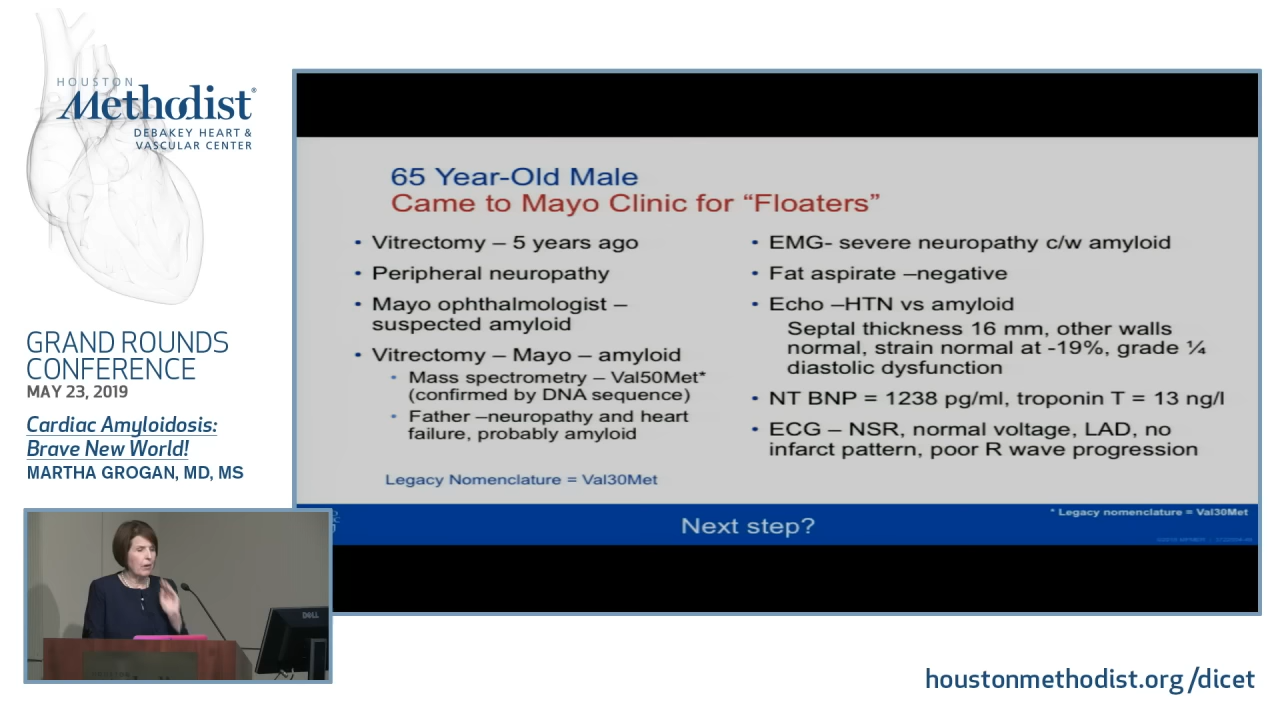 HOUSTON
Methodist®
DEBAKEY HEART &
VASCULAR CENTER
GRAND ROUNDS
CONFERENCE
MAY 23, 2019
Cardiac Amyloidosis:
Brave New World!
MARTHA GROGAN, MD, MS
65 Year-Old Male
Came to Mayo Clinic for “Floaters”
• Vitrectomy – 5 years ago
• Peripheral neuropathy
• Mayo ophthalmologist –
suspected amyloid
• Vitrectomy – Mayo – amyloid
• Mass spectrometry – Val50Met*
(confirmed by DNA sequence)
• Father –neuropathy and heart
failure, probably amyloid
Legacy Nomenclature = Val30Met
• EMG- severe neuropathy c/w amyloid
• Fat aspirate –negative
• Echo –HTN vs amyloid
Septal thickness 16 mm, other walls
normal, strain normal at -19%, grade ¼
diastolic dysfunction
• NT BNP = 1238 pg/ml, troponin T = 13 ng/l
• ECG – NSR, normal voltage, LAD, no
infarct pattern, poor R wave progression
Next step?
* Legacy nomenclature = Val30Met
DELL
houstonmethodist.org/dicet